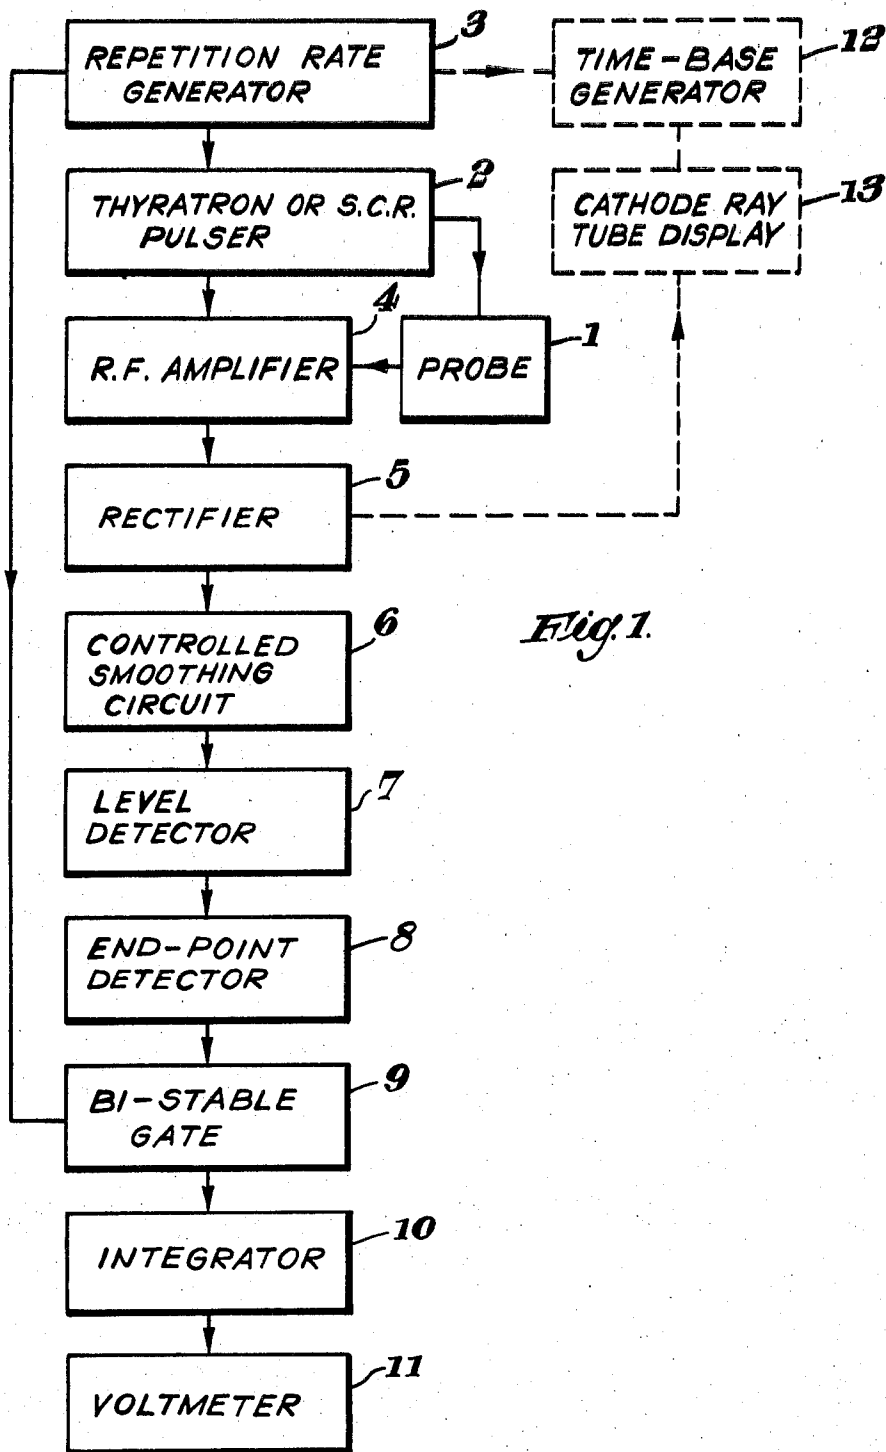 3
REPETITION RATE
GENERATOR
12
TIME-BASE
GENERATOR
2
THYRATRON OR S.C.R.
PULSER
13
CATHODE RAY
TUBE DISPLAY
4
R.F. AMPLIFIER
1
PROBE
5
RECTIFIER
6
CONTROLLED
SMOOTHING
CIRCUIT
Fig.1.
7
LEVEL
DETECTOR
8
END-POINT
DETECTOR
9
BI-STABLE
GATE
10
INTEGRATOR
11
VOLTMETER